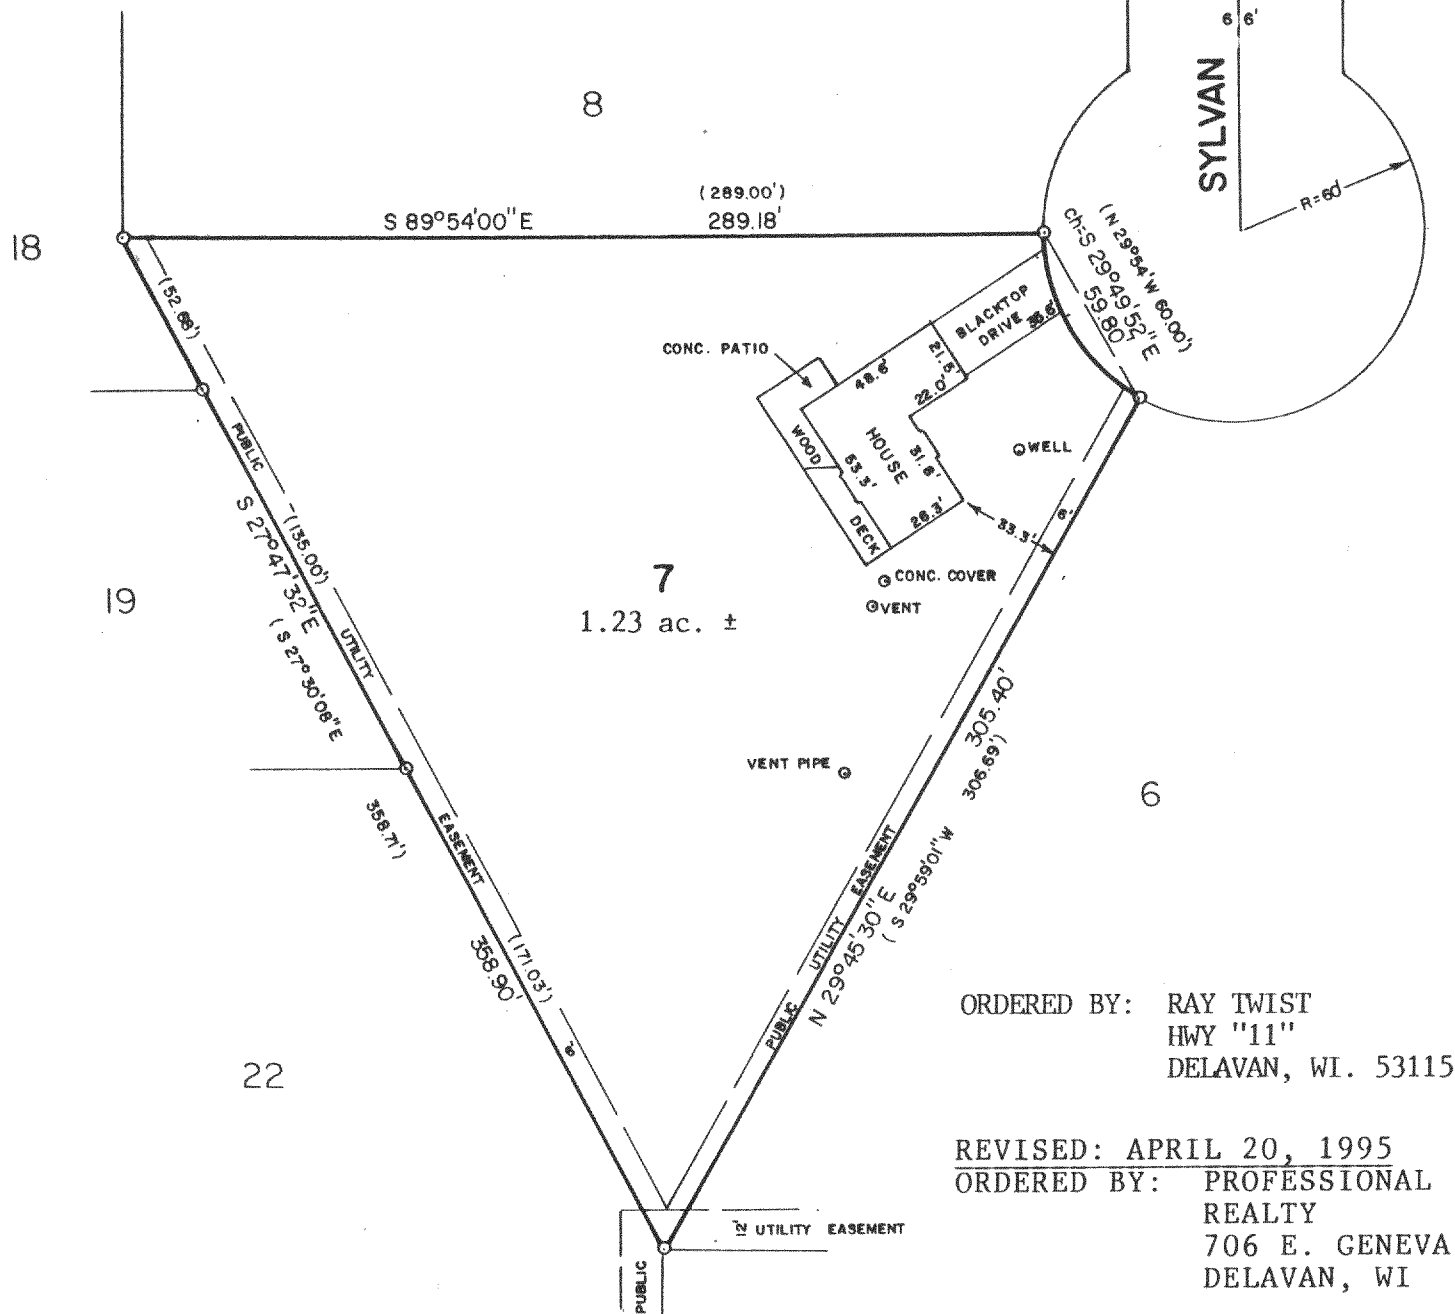 6 6'
SYLVAN
R=60'
8
(289.00')
S 89°54'00"E 289.18'
18
(N 29°54'W 60.00')
ch=S 29°49'52"E
59.80'
(52.68')
BLACKTOP
DRIVE 35.6'
CONC. PATIO
48.6'
21.5'
22.0'
WOOD
HOUSE
53.3'
31.6'
WELL
DECK
26.3'
33.3'
6'
CONC. COVER
VENT
PUBLIC
(135.00')
S 27°47'32"E
(S 27°30'08"E
UTILITY
19
7
1.23 ac. ±
305.40'
306.69')
VENT PIPE
6
358.71')
EASEMENT
EASEMENT
UTILITY
PUBLIC
N 29°45'30"E
(S 29°59'01"W
(171.03')
358.90'
22
ORDERED BY: RAY TWIST
HWY "11"
DELAVAN, WI. 53115
REVISED: APRIL 20, 1995
ORDERED BY: PROFESSIONAL
REALTY
706 E. GENEVA
DELAVAN, WI
12' UTILITY EASEMENT
PUBLIC